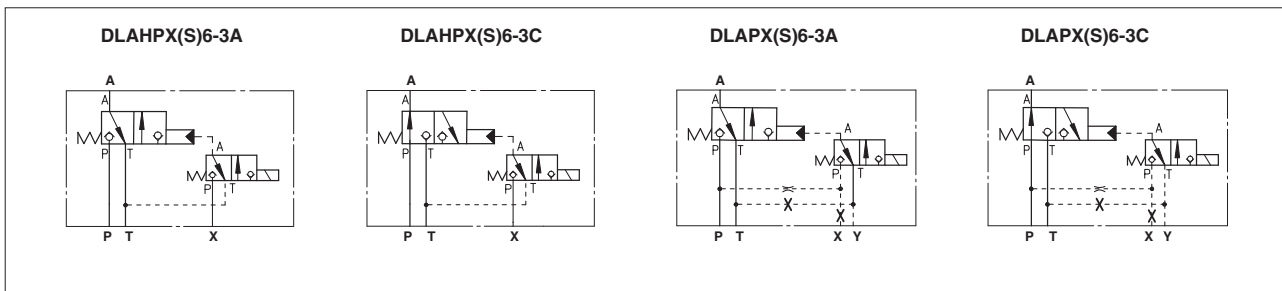 DLAHPX(S)6-3A DLAHPX(S)6-3C DLAPX(S)6-3A DLAPX(S)6-3C
A A A A
A A A A
A A A A
P T P T P T P T
P T P T P T P T
P T X P T X P T X Y P T X Y